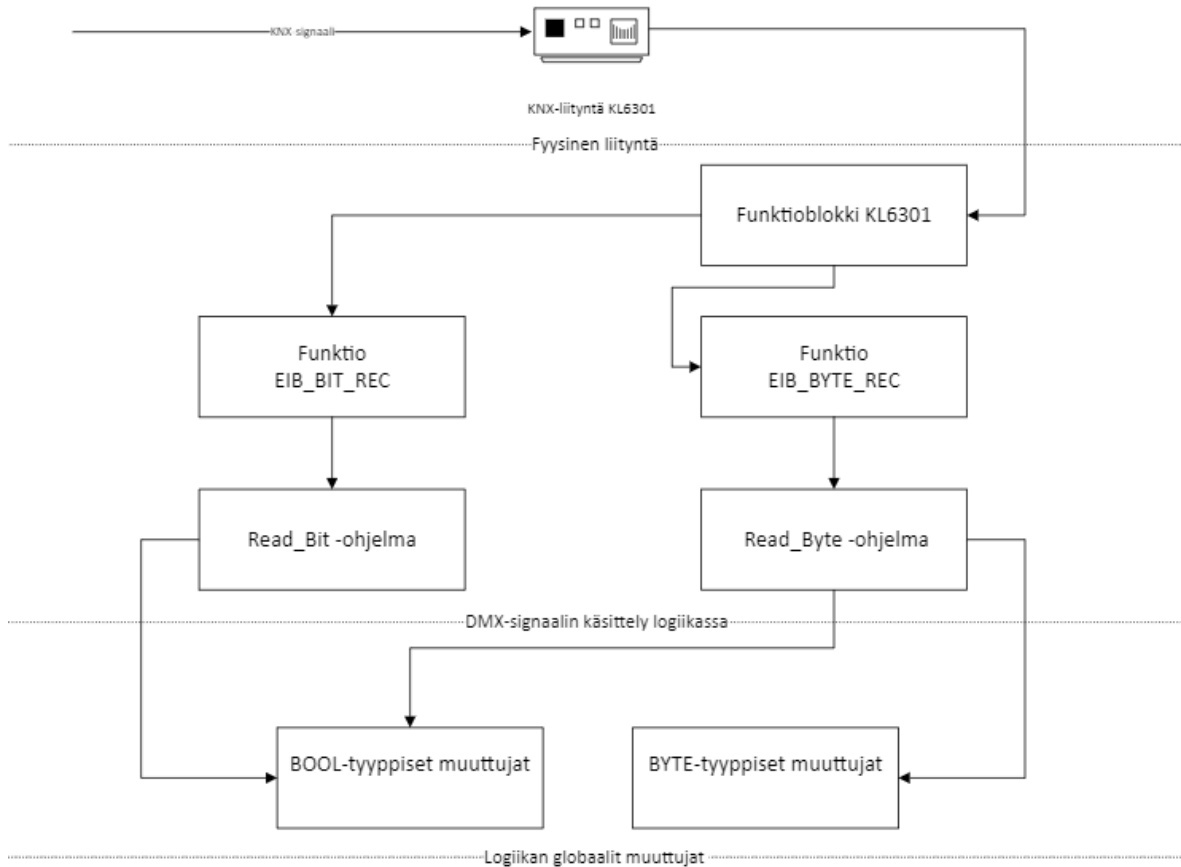 KNX signaali
KNX-liityntä KL6301
Fyysinen liityntä
Funktioblokki KL6301
Funktio
EIB_BIT_REC
Funktio
EIB_BYTE_REC
Read_Bit -ohjelma
Read_Byte -ohjelma
DMX-signaalin käsittely logiikassa
BOOL-tyyppiset muuttujat
BYTE-tyyppiset muuttujat
Logiikan globaalit muuttujat